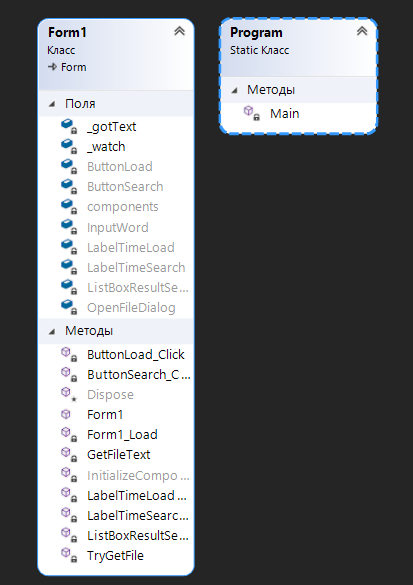 Form1
Класс
Form
Поля
_gotText
_watch
ButtonLoad
ButtonSearch
components
InputWord
LabelTimeLoad
LabelTimeSearch
ListBoxResultSe...
OpenFileDialog
Методы
ButtonLoad_Click
ButtonSearch_C...
Dispose
Form1
Form1_Load
GetFileText
InitializeCompo ...
LabelTimeLoad ...
LabelTimeSearc...
ListBoxResultSe...
TryGetFile
Program
Static Класс
Методы
Main